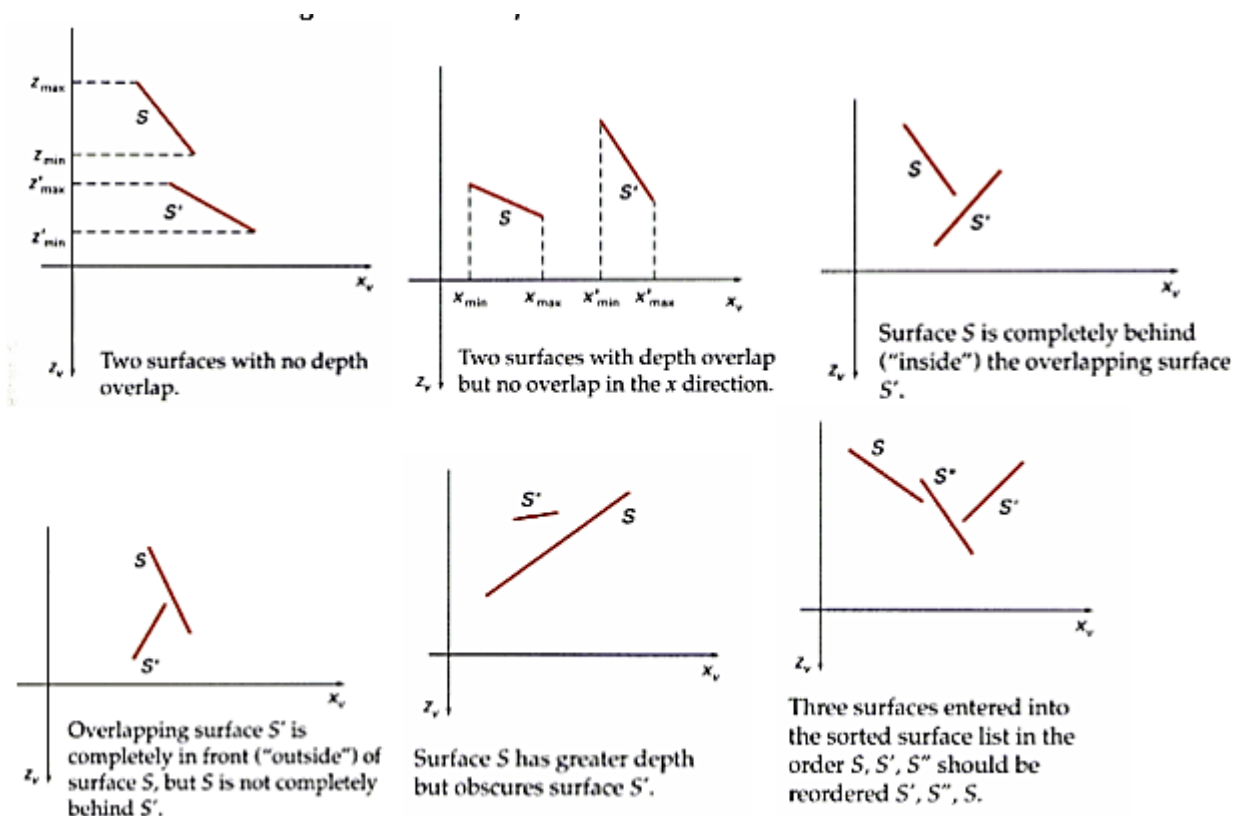 z max
S
z min
z' max
S'
z' min
x v
z v
Two surfaces with no depth
overlap.
S
S'
x min x max x' min x' max x v
z v
Two surfaces with depth overlap
but no overlap in the x direction.
S
S'
x v
z v
Surface S is completely behind
("inside") the overlapping surface
S'.
S
S'
x v
z v
Overlapping surface S' is
completely in front ("outside") of
surface S, but S is not completely
behind S'.
S'
S
x v
z v
Surface S has greater depth
but obscures surface S'.
S
S"
S'
x v
z v
Three surfaces entered into
the sorted surface list in the
order S, S', S" should be
reordered S', S", S.